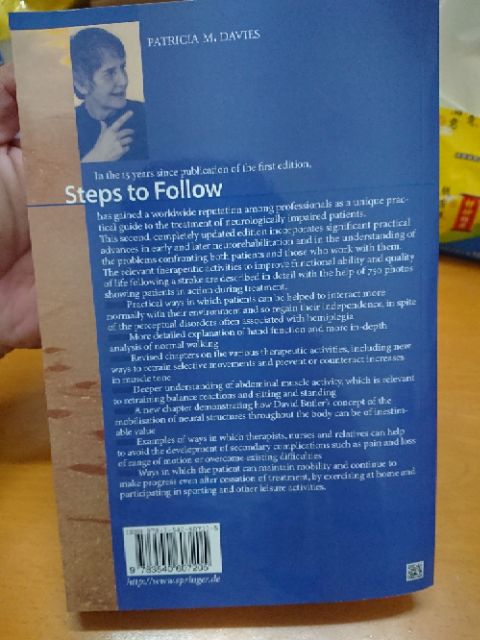 PATRICIA M. DAVIES
In the 15 years since publication of the first edition,
Steps to Follow
has gained a worldwide reputation among professionals as a unique prac-
tical guide to the treatment of neurologically impaired patients.
This second, completely updated edition incorporates significant practical
advances in early and later neurorehabilitation and in the understanding of
the problems confronting both patients and those who work with them.
The relevant therapeutic activities to improve functional ability and quality
of life following a stroke are described in detail with the help of 750 photos
showing patients in action during treatment.
Practical ways in which patients can be helped to interact more
normally with their environment and so regain their independence, in spite
of the perceptual disorders often associated with hemiplegia
More detailed explanation of hand function and more in-depth
analysis of normal walking
Revised chapters on the various therapeutic activities, including new
ways to retrain selective movements and prevent or counteract increases
in muscle tone
Deeper understanding of abdominal muscle activity, which is relevant
to retraining balance reactions and sitting and standing
A new chapter demonstrating how David Butler's concept of the
mobilisation of neural structures throughout the body can be of inestim-
able value
Examples of ways in which therapists, nurses and relatives can help
to avoid the development of secondary complications such as pain and loss
of range of motion or overcome existing difficulties
Ways in which the patient can maintain mobility and continue to
make progress even after cessation of treatment, by exercising at home and
participating in sporting and other leisure activities.
9 783540 607205
http://www.springer.de